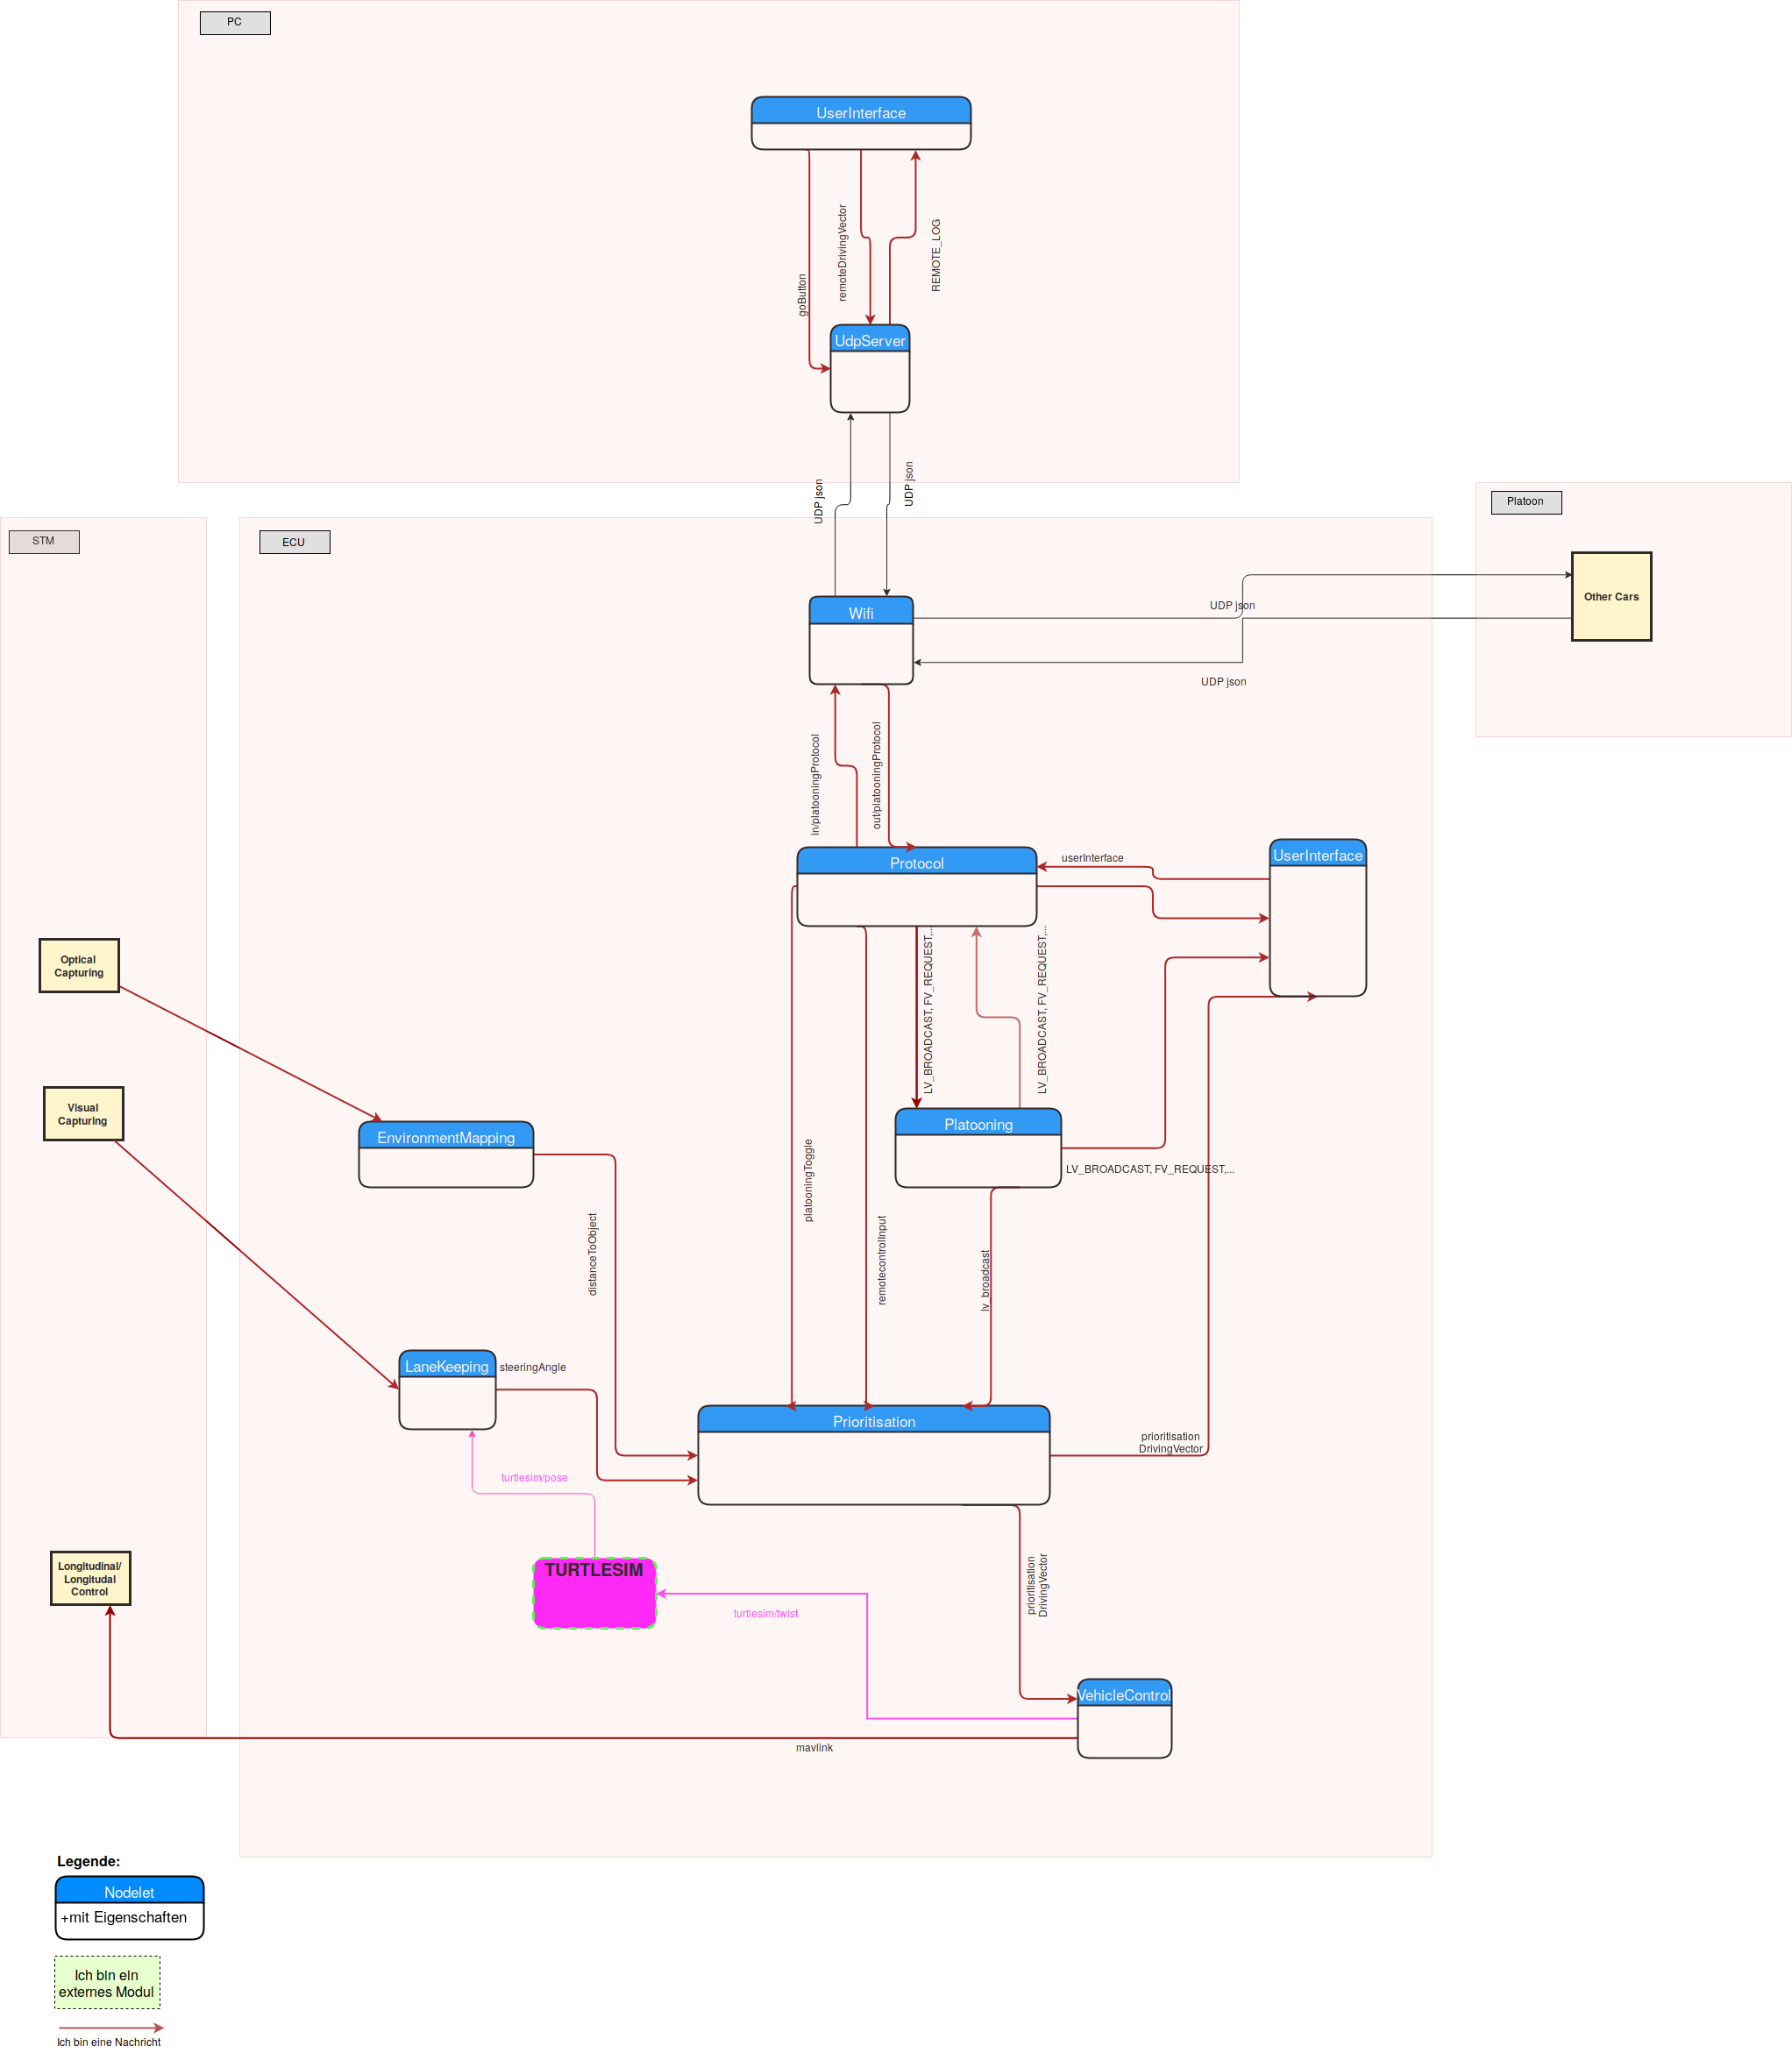 PC
UserInterface
goButton
remoteDrivingVector
REMOTE_LOG
UdpServer
UDP json
UDP json
Platoon
STM
ECU
Other Cars
UDP json
Wifi
UDP json
in/platooningProtocol
out/platooningProtocol
UserInterface
userInterface
Protocol
LV_BROADCAST, FV_REQUEST,...
LV_BROADCAST, FV_REQUEST,...
Optical
Capturing
Visual
Capturing
EnvironmentMapping
Platooning
LV_BROADCAST, FV_REQUEST,...
platooningToggle
distanceToObject
remotecontrolInput
lv_broadcast
LaneKeeping
steeringAngle
Prioritisation
prioritisation
DrivingVector
turtlesim/pose
Longitudinal/
Longitudal
Control
TURTLESIM
turtlesim/twist
prioritisation
DrivingVector
VehicleControl
mavlink
Legende:
Nodelet
+mit Eigenschaften
Ich bin ein
externes Modul
Ich bin eine Nachricht